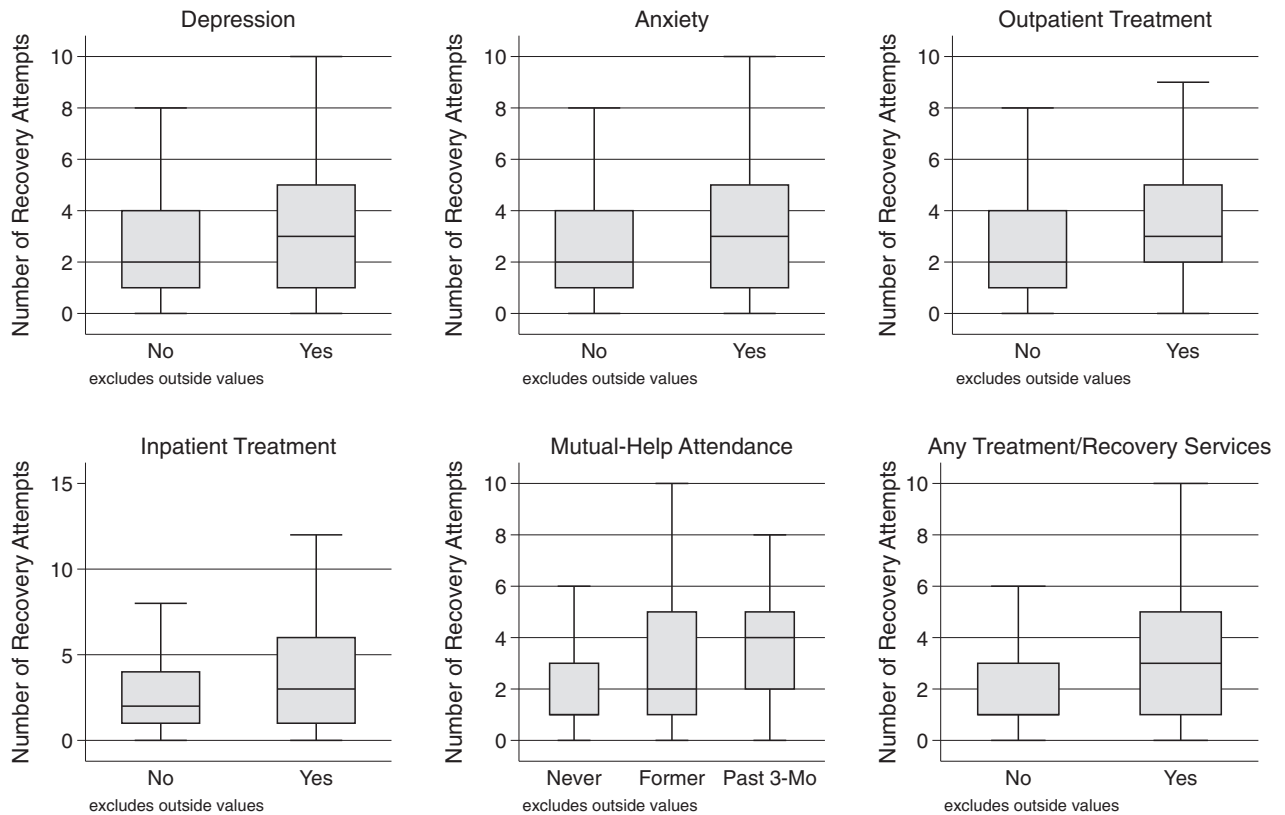 Depression
Number of Recovery Attempts
10
8
6
4
2
0
No Yes
excludes outside values
Anxiety
Number of Recovery Attempts
10
8
6
4
2
0
No Yes
excludes outside values
Outpatient Treatment
Number of Recovery Attempts
10
8
6
4
2
0
No Yes
excludes outside values
Inpatient Treatment
Number of Recovery Attempts
15
10
5
0
No Yes
excludes outside values
Mutual-Help Attendance
Number of Recovery Attempts
10
8
6
4
2
0
Never Former Past 3-Mo
excludes outside values
Any Treatment/Recovery Services
Number of Recovery Attempts
10
8
6
4
2
0
No Yes
excludes outside values